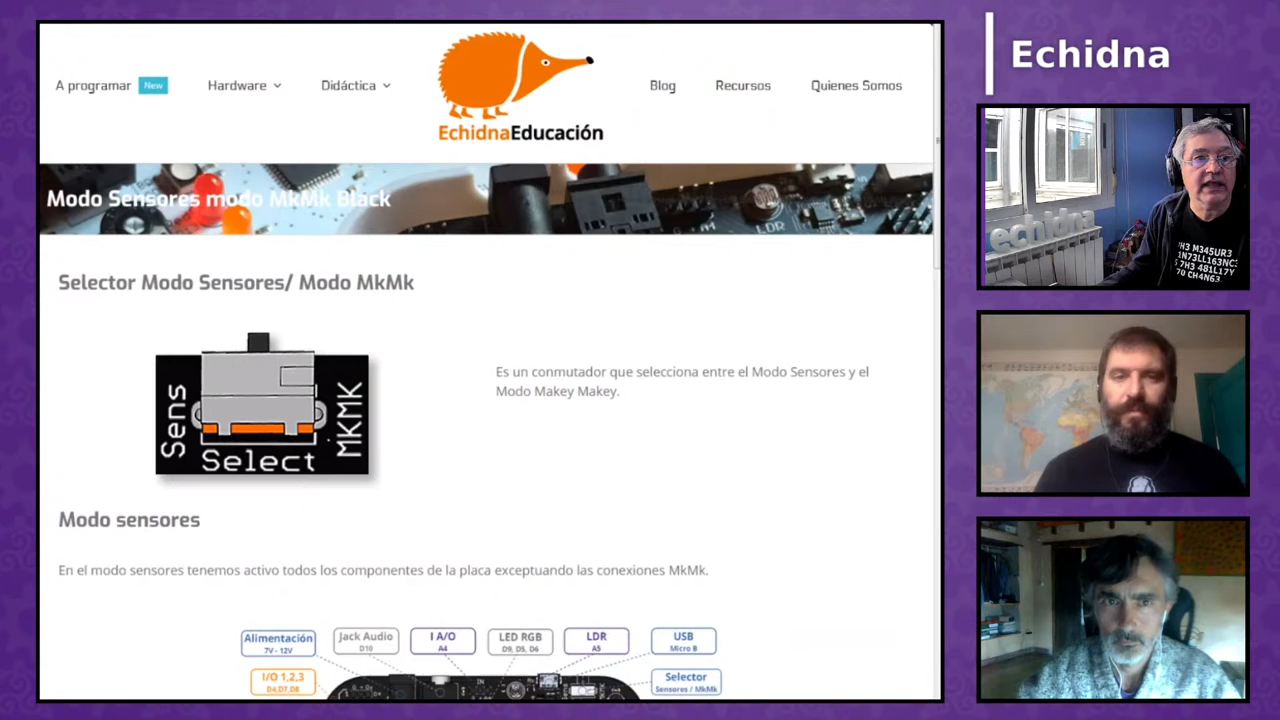 Echidna
A programar New Hardware Didáctica
EchidnaEducación
Blog Recursos Quienes Somos
Modo Sensores modo MkMk Black
LDR
Selector Modo Sensores/ Modo MkMk
Sens
Select
MKMK
Es un conmutador que selecciona entre el Modo Sensores y el
Modo Makey Makey.
Modo sensores
En el modo sensores tenemos activo todos los componentes de la placa exceptuando las conexiones MkMk.
Alimentación
7V - 12V
Jack Audio
D10
I A/O
A4
LED RGB
D9, D5, D6
LDR
A5
USB
Micro B
I/O 1,2,3
D4,D7,D8
Selector
Sensores / MkMk
echidna